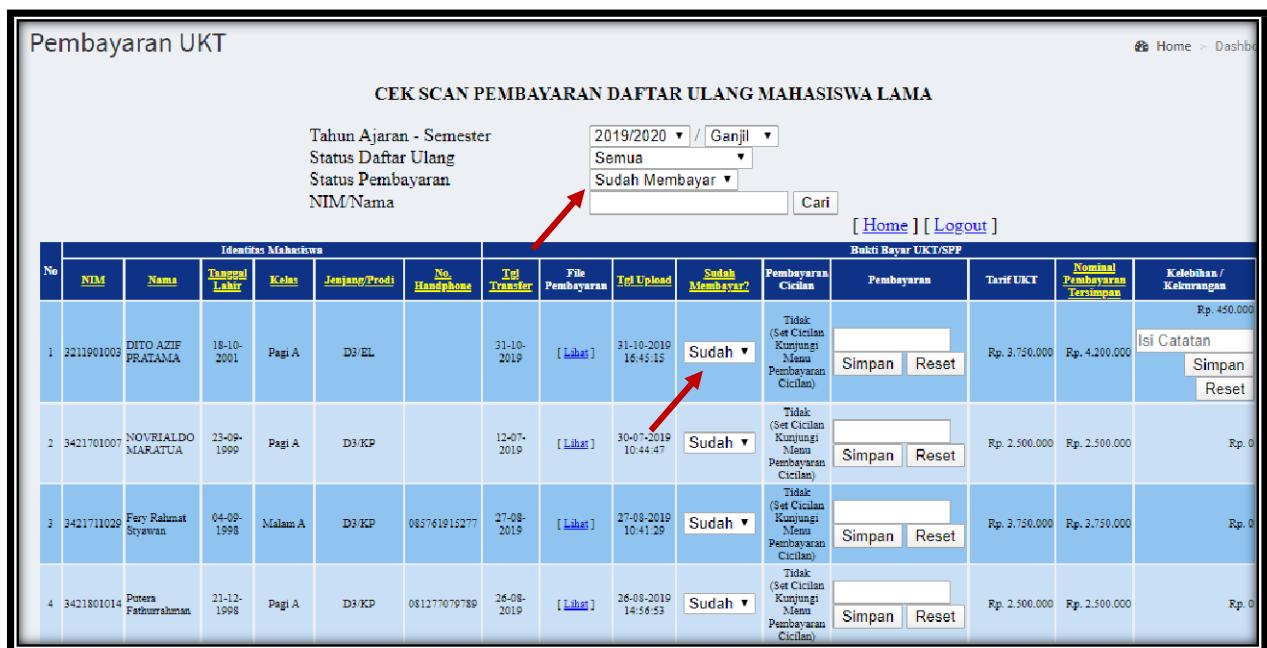 Pembayaran UKT
Home > Dashbo
CEK SCAN PEMBAYARAN DAFTAR ULANG MAHASISWA LAMA
Tahun Ajaran - Semester 2019/2020 / Ganjil
Status Daftar Ulang Semua
Status Pembayaran Sudah Membayar
NIM/Nama Cari
[ Home ] [ Logout ]
No Identitas Mahasiswa Bukti Bayar UKT/SPP
NIM Nama Tanggal Lahir Kelas Jenjang/Prodi No. Handphone Tgl Transfer File Pembayaran Tgl Upload Sudah Membayar? Pembayaran Cicilan Pembayaran Tarif UKT Nominal Pembayaran Tersimpan Kelebihan / Kekurangan
1 3211901003 DITO AZIF PRATAMA 18-10-2001 Pagi A D3/EL 31-10-2019 [ Lihat ] 31-10-2019 16:45:15 Sudah Tidak (Set Cicilan Kunjungi Menu Pembayaran Cicilan) Simpan Reset Rp. 3.750.000 Rp. 4.200.000 Rp. 450.000 Isi Catatan Simpan Reset
2 3421701007 NOVRIALDO MARATUA 23-09-1999 Pagi A D3/KP 12-07-2019 [ Lihat ] 30-07-2019 10:44:47 Sudah Tidak (Set Cicilan Kunjungi Menu Pembayaran Cicilan) Simpan Reset Rp. 2.500.000 Rp. 2.500.000 Rp. 0
3 3421711029 Fery Rahmat Styawan 04-09-1998 Malam A D3/KP 085761915277 27-08-2019 [ Lihat ] 27-08-2019 10:41:29 Sudah Tidak (Set Cicilan Kunjungi Menu Pembayaran Cicilan) Simpan Reset Rp. 3.750.000 Rp. 3.750.000 Rp. 0
4 3421801014 Putera Fathurrahman 21-12-1998 Pagi A D3/KP 081277079789 26-08-2019 [ Lihat ] 26-08-2019 14:56:53 Sudah Tidak (Set Cicilan Kunjungi Menu Pembayaran Cicilan) Simpan Reset Rp. 2.500.000 Rp. 2.500.000 Rp. 0